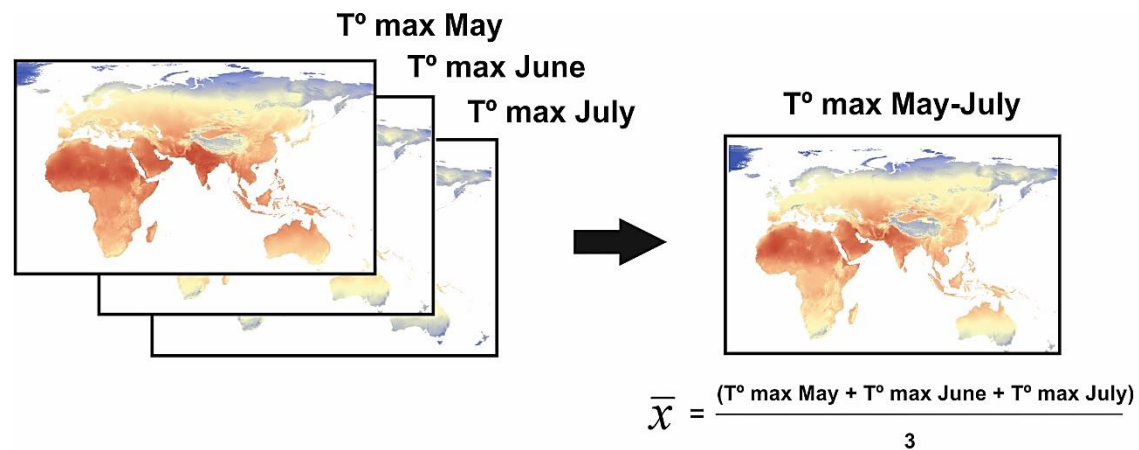 Tº max May
Tº max June
Tº max July
Tº max May-July
x̅ = (Tº max May + Tº max June + Tº max July)
3